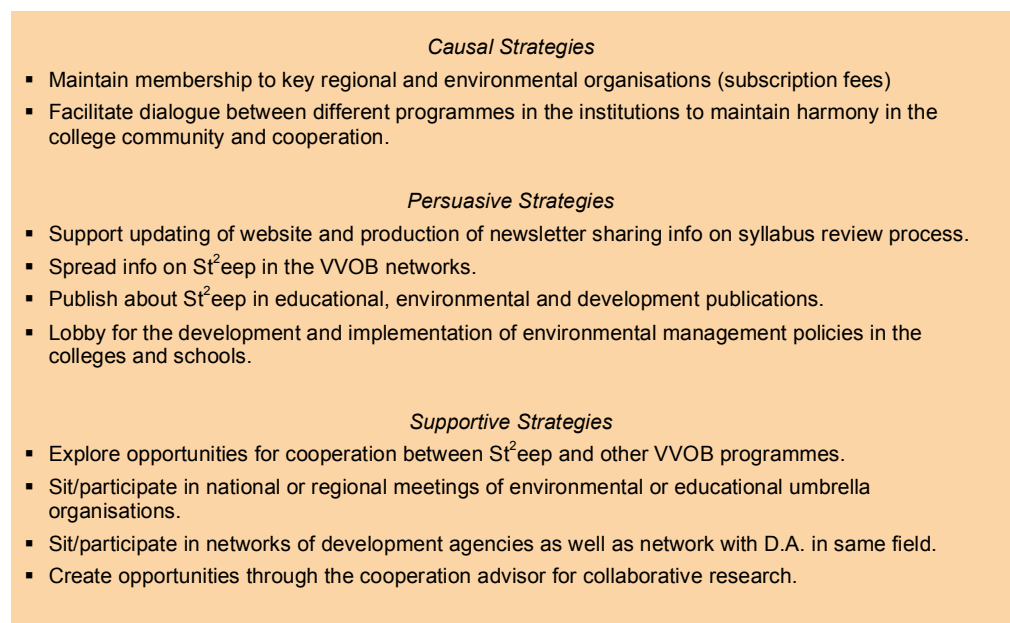 Causal Strategies
▪ Maintain membership to key regional and environmental organisations (subscription fees)
▪ Facilitate dialogue between different programmes in the institutions to maintain harmony in the
college community and cooperation.
Persuasive Strategies
▪ Support updating of website and production of newsletter sharing info on syllabus review process.
▪ Spread info on St²eep in the VVOB networks.
▪ Publish about St²eep in educational, environmental and development publications.
▪ Lobby for the development and implementation of environmental management policies in the
colleges and schools.
Supportive Strategies
▪ Explore opportunities for cooperation between St²eep and other VVOB programmes.
▪ Sit/participate in national or regional meetings of environmental or educational umbrella
organisations.
▪ Sit/participate in networks of development agencies as well as network with D.A. in same field.
▪ Create opportunities through the cooperation advisor for collaborative research.